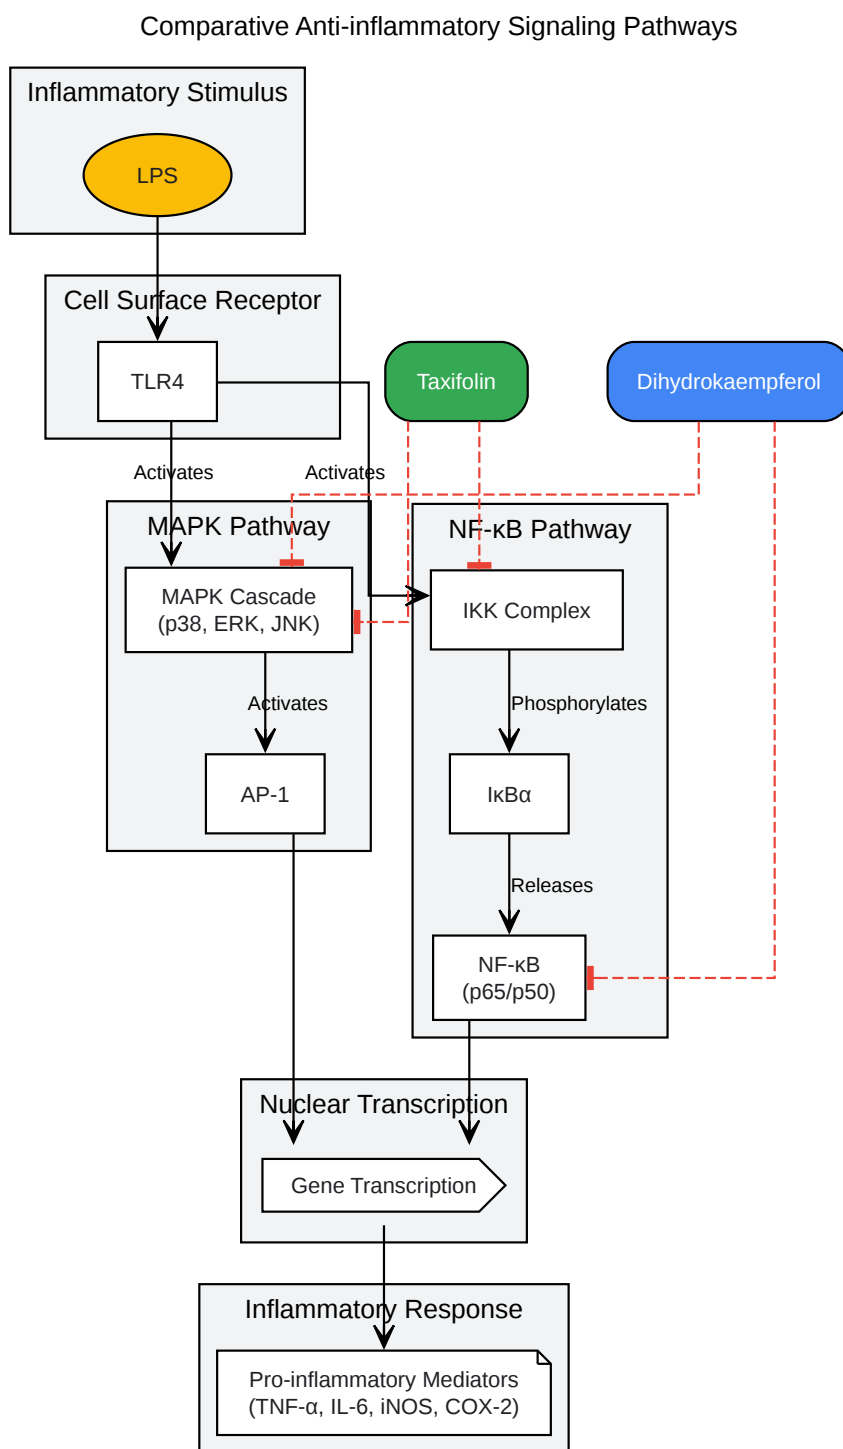 Comparative Anti-inflammatory Signaling Pathways
Inflammatory Stimulus
LPS
Cell Surface Receptor
TLR4
Taxifolin
Dihydrokaempferol
Activates
Activates
MAPK Pathway
NF-κB Pathway
MAPK Cascade
(p38, ERK, JNK)
IKK Complex
Activates
Phosphorylates
AP-1
IκBα
Releases
NF-κB
(p65/p50)
Nuclear Transcription
Gene Transcription
Inflammatory Response
Pro-inflammatory Mediators
(TNF-α, IL-6, iNOS, COX-2)